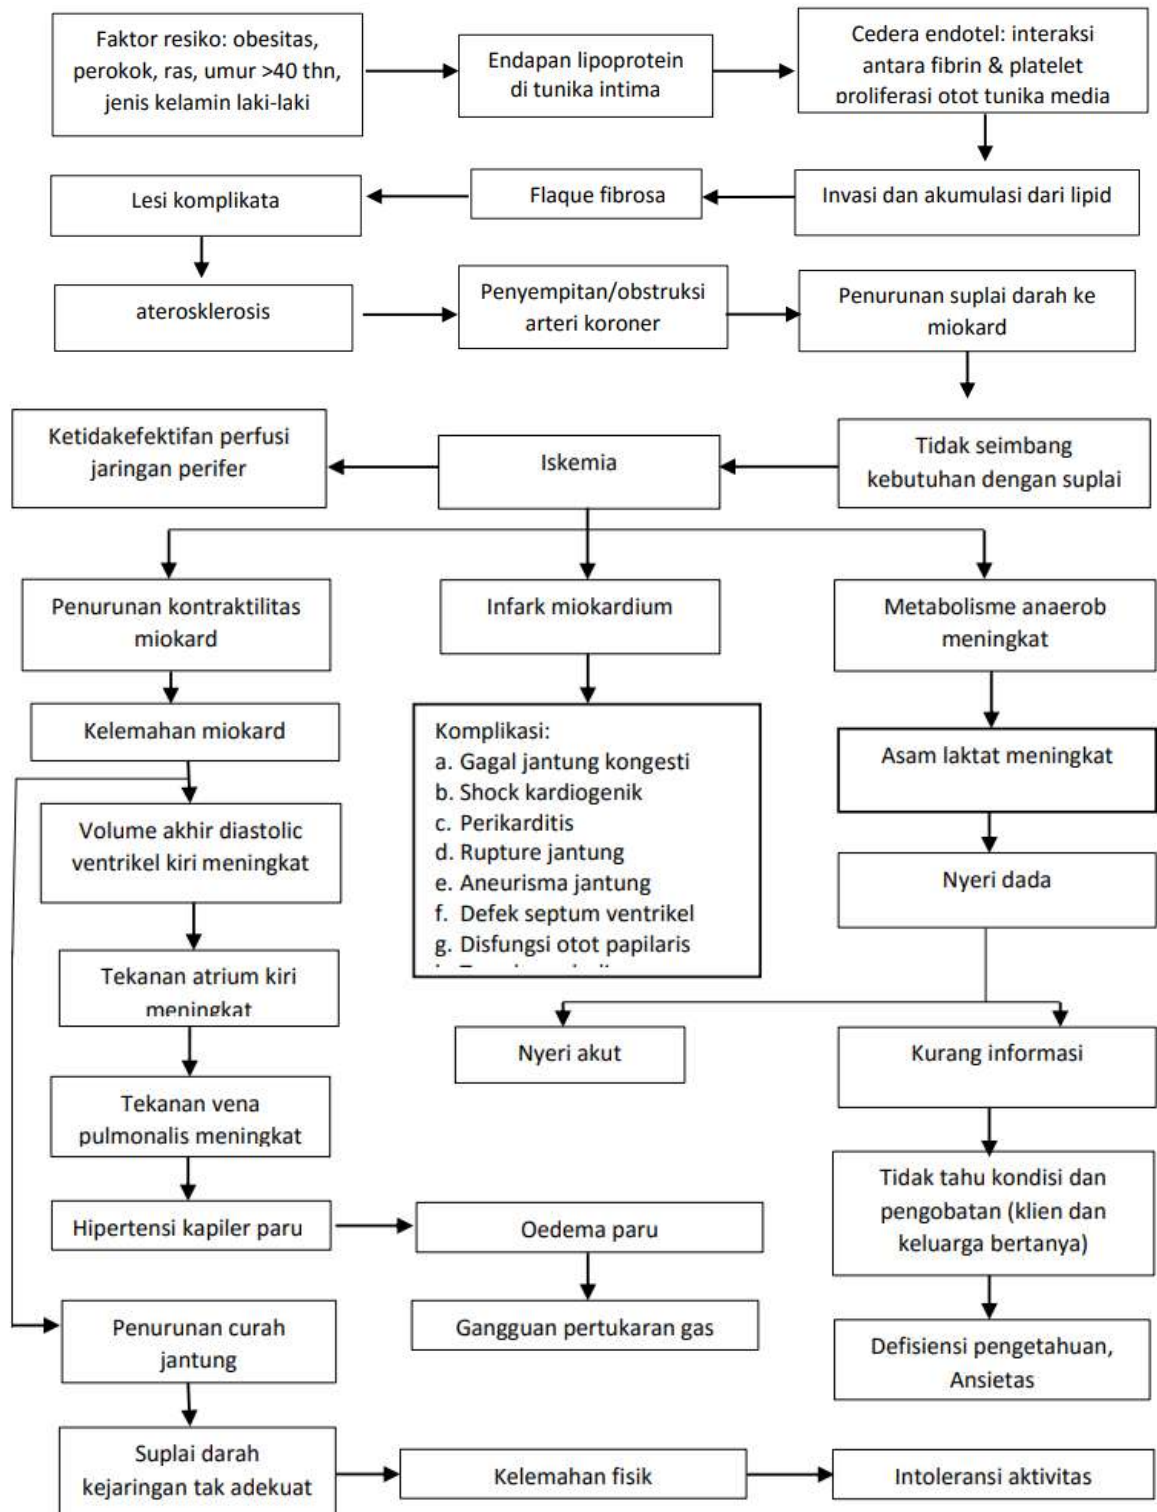 Faktor resiko: obesitas,
perokok, ras, umur >40 thn,
jenis kelamin laki-laki
Endapan lipoprotein
di tunika intima
Cedera endotel: interaksi
antara fibrin & platelet
proliferasi otot tunika media
Lesi komplikata
Flaque fibrosa
Invasi dan akumulasi dari lipid
aterosklerosis
Penyempitan/obstruksi
arteri koroner
Penurunan suplai darah ke
miokard
Ketidakefektifan perfusi
jaringan perifer
Iskemia
Tidak seimbang
kebutuhan dengan suplai
Penurunan kontraktilitas
miokard
Infark miokardium
Metabolisme anaerob
meningkat
Kelemahan miokard
Komplikasi:
a. Gagal jantung kongesti
b. Shock kardiogenik
c. Perikarditis
d. Rupture jantung
e. Aneurisma jantung
f. Defek septum ventrikel
g. Disfungsi otot papilaris
Asam laktat meningkat
Volume akhir diastolic
ventrikel kiri meningkat
Nyeri dada
Tekanan atrium kiri
meningkat
Nyeri akut
Kurang informasi
Tekanan vena
pulmonalis meningkat
Tidak tahu kondisi dan
pengobatan (klien dan
keluarga bertanya)
Hipertensi kapiler paru
Oedema paru
Penurunan curah
jantung
Gangguan pertukaran gas
Defisiensi pengetahuan,
Ansietas
Suplai darah
kejaringan tak adekuat
Kelemahan fisik
Intoleransi aktivitas